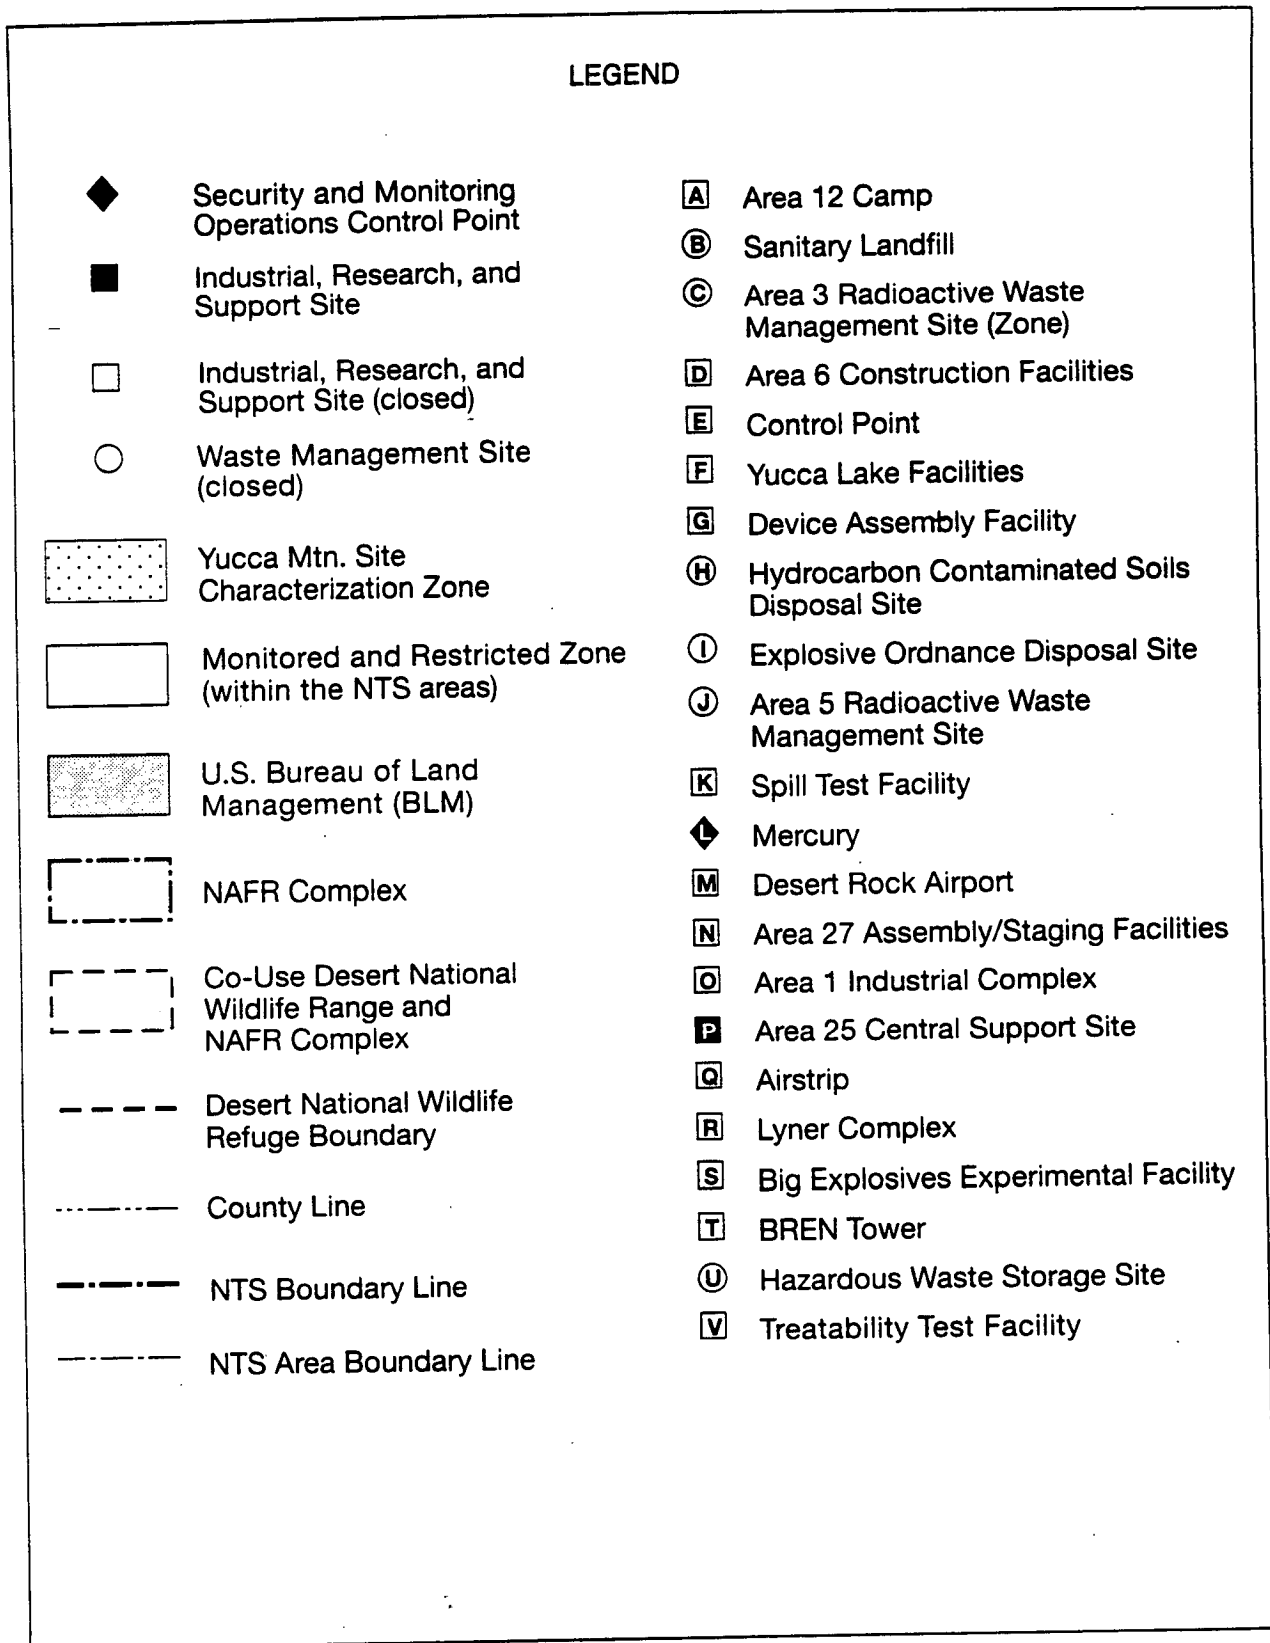 LEGEND
Security and Monitoring
Operations Control Point
Industrial, Research, and
Support Site
Industrial, Research, and
Support Site (closed)
Waste Management Site
(closed)
Yucca Mtn. Site
Characterization Zone
Monitored and Restricted Zone
(within the NTS areas)
U.S. Bureau of Land
Management (BLM)
NAFR Complex
Co-Use Desert National
Wildlife Range and
NAFR Complex
Desert National Wildlife
Refuge Boundary
County Line
NTS Boundary Line
NTS Area Boundary Line
A Area 12 Camp
B Sanitary Landfill
C Area 3 Radioactive Waste
Management Site (Zone)
D Area 6 Construction Facilities
E Control Point
F Yucca Lake Facilities
G Device Assembly Facility
H Hydrocarbon Contaminated Soils
Disposal Site
I Explosive Ordnance Disposal Site
J Area 5 Radioactive Waste
Management Site
K Spill Test Facility
L Mercury
M Desert Rock Airport
N Area 27 Assembly/Staging Facilities
O Area 1 Industrial Complex
P Area 25 Central Support Site
Q Airstrip
R Lyner Complex
S Big Explosives Experimental Facility
T BREN Tower
U Hazardous Waste Storage Site
V Treatability Test Facility